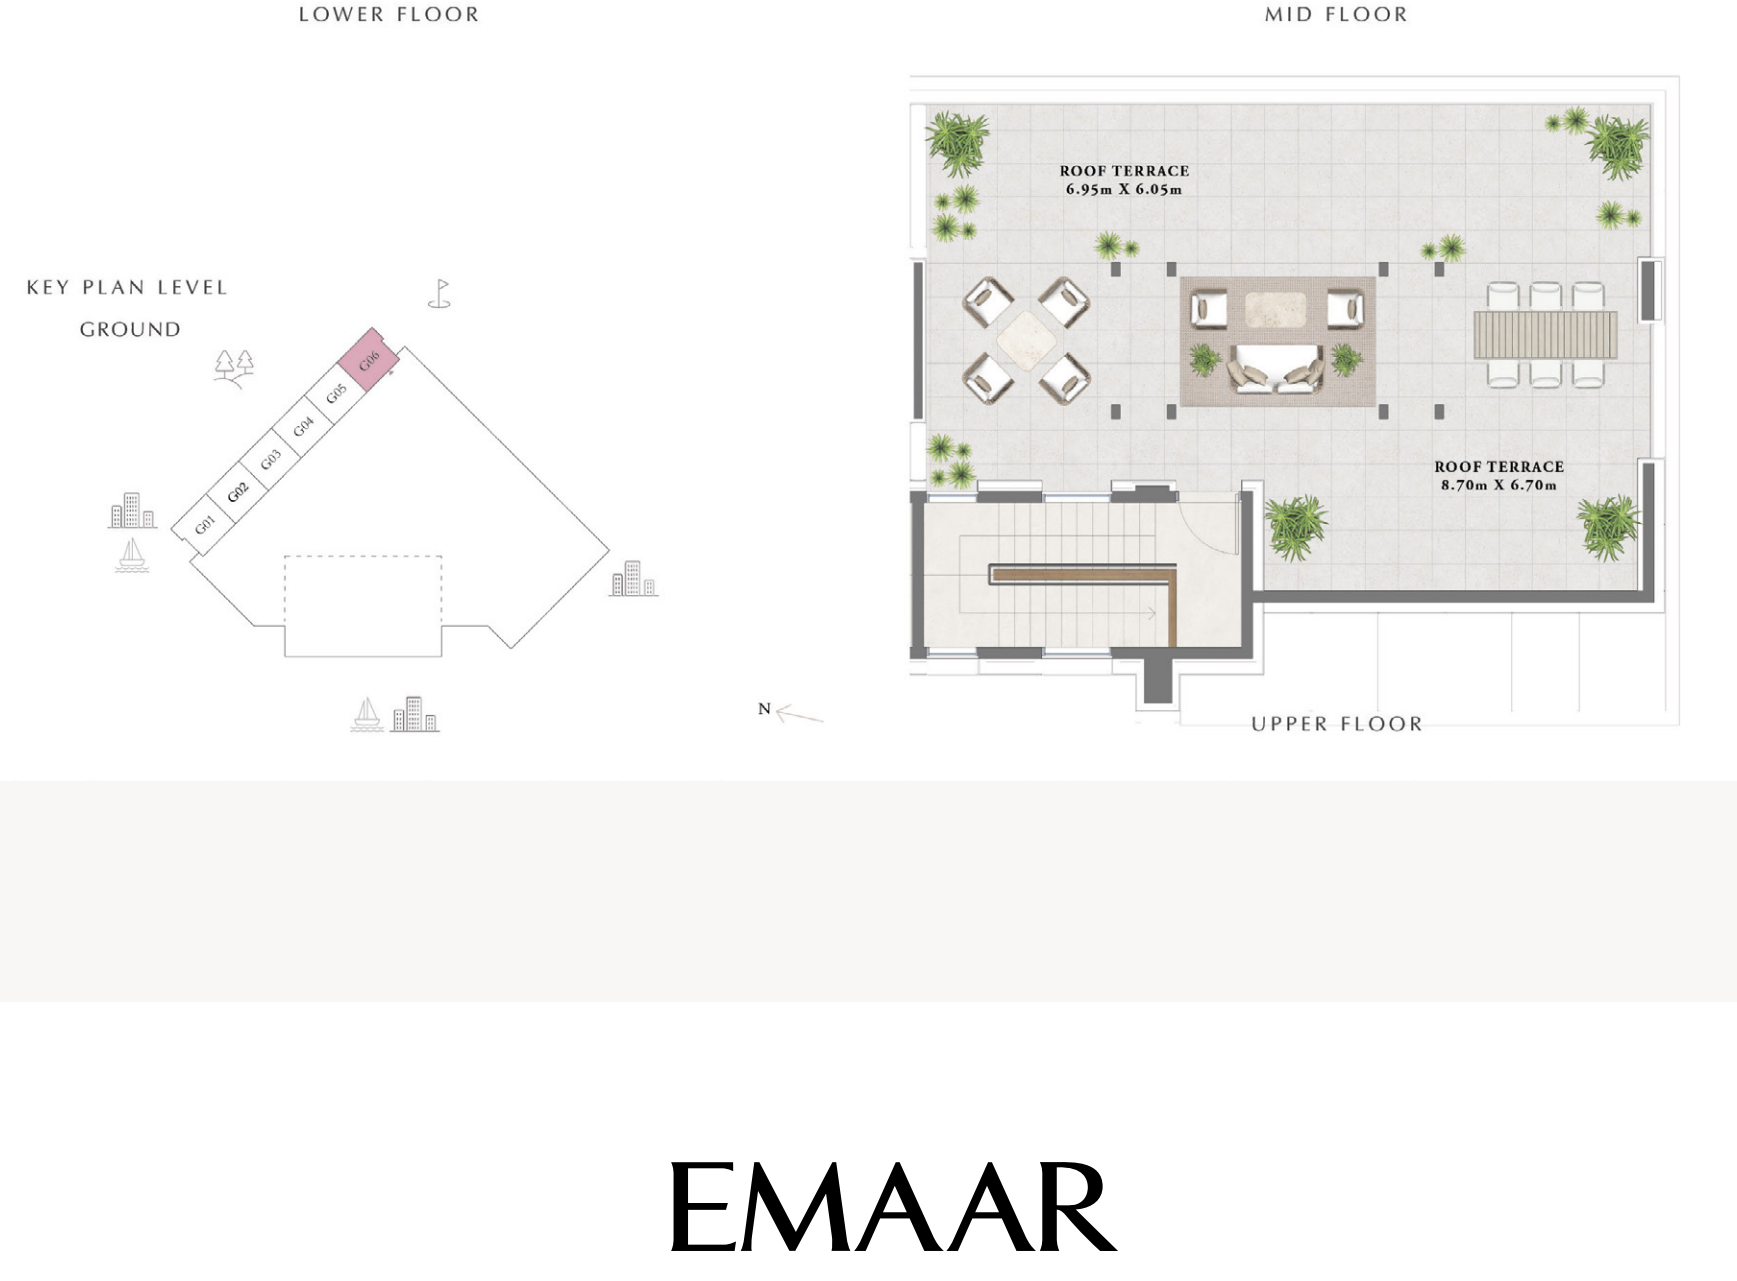 LOWER FLOOR
MID FLOOR
ROOF TERRACE
6.95m X 6.05m
KEY PLAN LEVEL
GROUND
G06
G05
G04
G03
G02
G01
ROOF TERRACE
8.70m X 6.70m
N
UPPER FLOOR
EMAAR